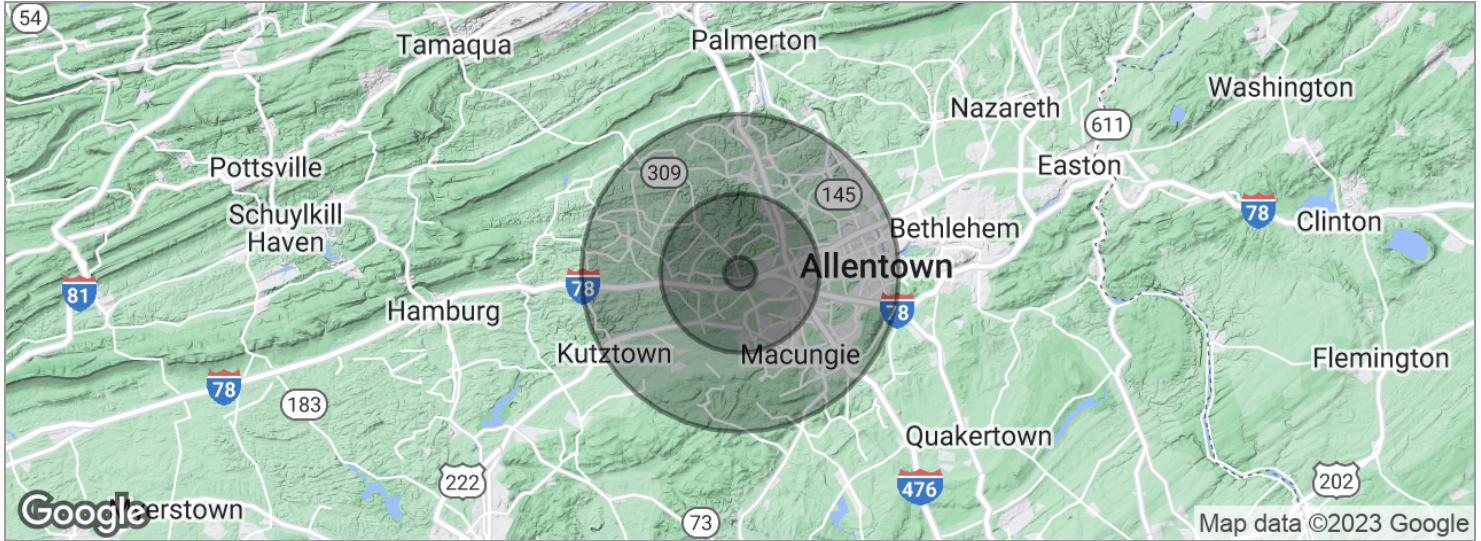 54
Tamaqua
Palmerton
Washington
Nazareth
611
Easton
309
Pottsville
145
Schuylkill
Haven
78
Clinton
Bethlehem
Allentown
81
78
78
Hamburg
Kutztown
Macungie
Flemington
78
183
Quakertown
222
476
202
Google
erstown
73
Map data ©2023 Google